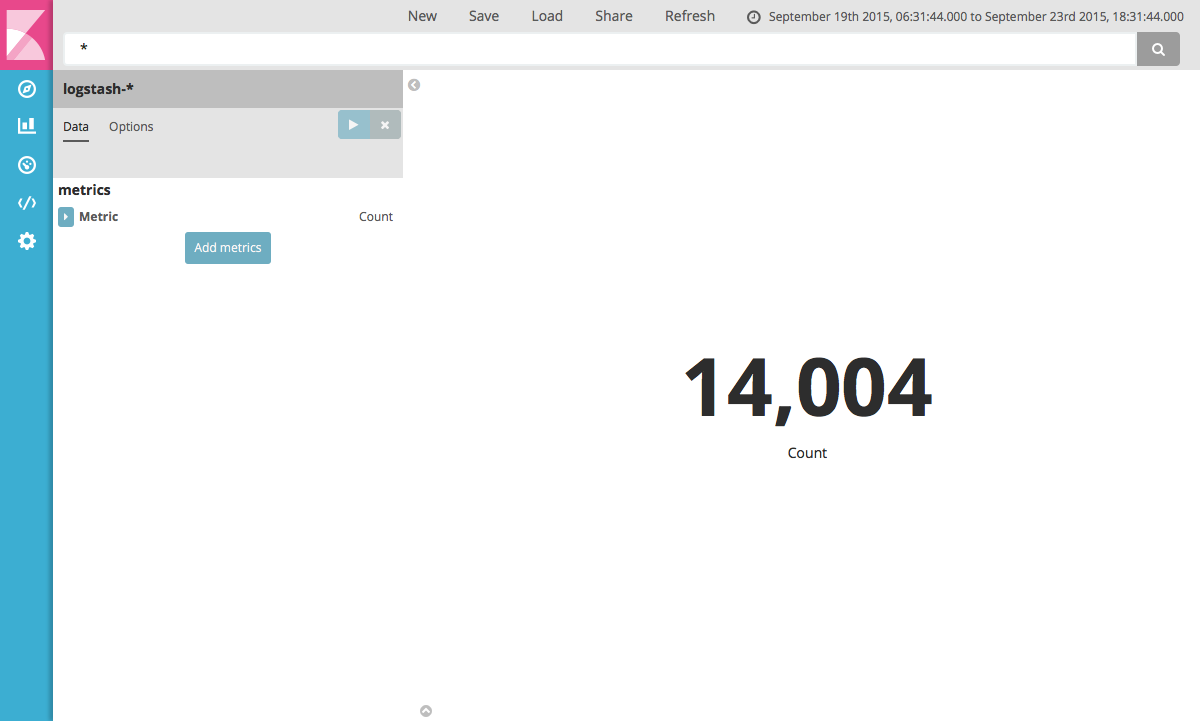 New Save Load Share Refresh September 19th 2015, 06:31:44.000 to September 23rd 2015, 18:31:44.000
*
logstash-*
Data Options
metrics
Metric Count
Add metrics
14,004
Count